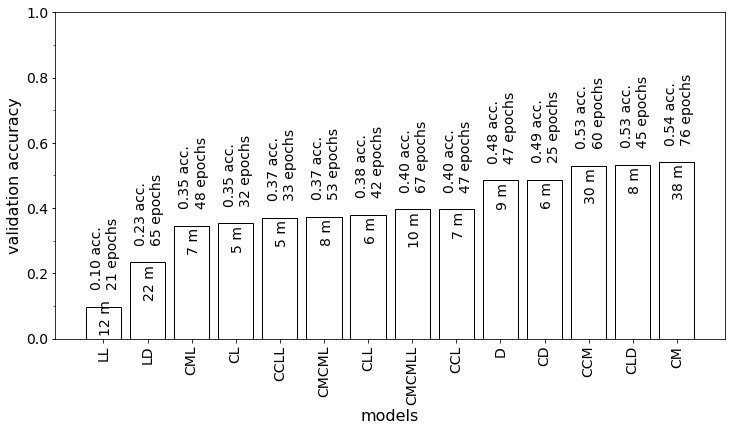 validation accuracy
1.0
0.8
0.6
0.4
0.2
0.0
0.10 acc.
21 epochs
12 m
LL
0.23 acc.
65 epochs
22 m
LD
0.35 acc.
48 epochs
7 m
CML
0.35 acc.
32 epochs
5 m
CL
0.37 acc.
33 epochs
5 m
CCLL
0.37 acc.
53 epochs
8 m
CMCML
0.38 acc.
42 epochs
6 m
CLL
0.40 acc.
67 epochs
10 m
CMCMLL
0.40 acc.
47 epochs
7 m
CCL
0.48 acc.
47 epochs
9 m
D
0.49 acc.
25 epochs
6 m
CD
0.53 acc.
60 epochs
30 m
CCM
0.53 acc.
45 epochs
8 m
CLD
0.54 acc.
76 epochs
38 m
CM
models